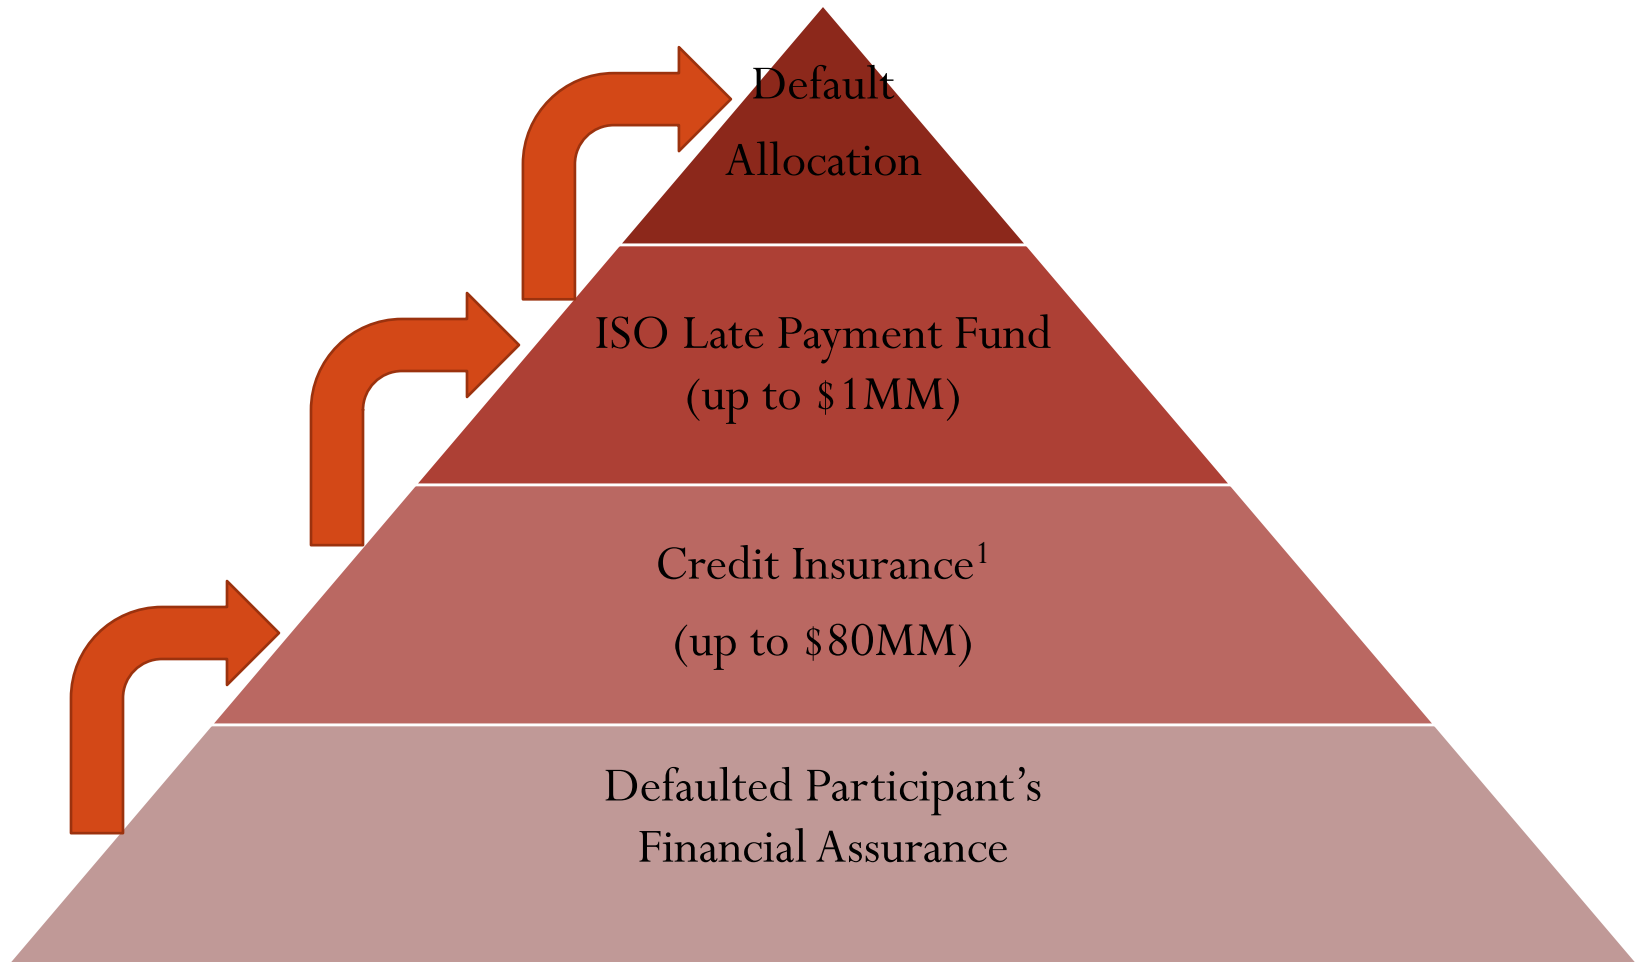 Default
Allocation
ISO Late Payment Fund
(up to $1MM)
Credit Insurance¹
(up to $80MM)
Defaulted Participant’s
Financial Assurance